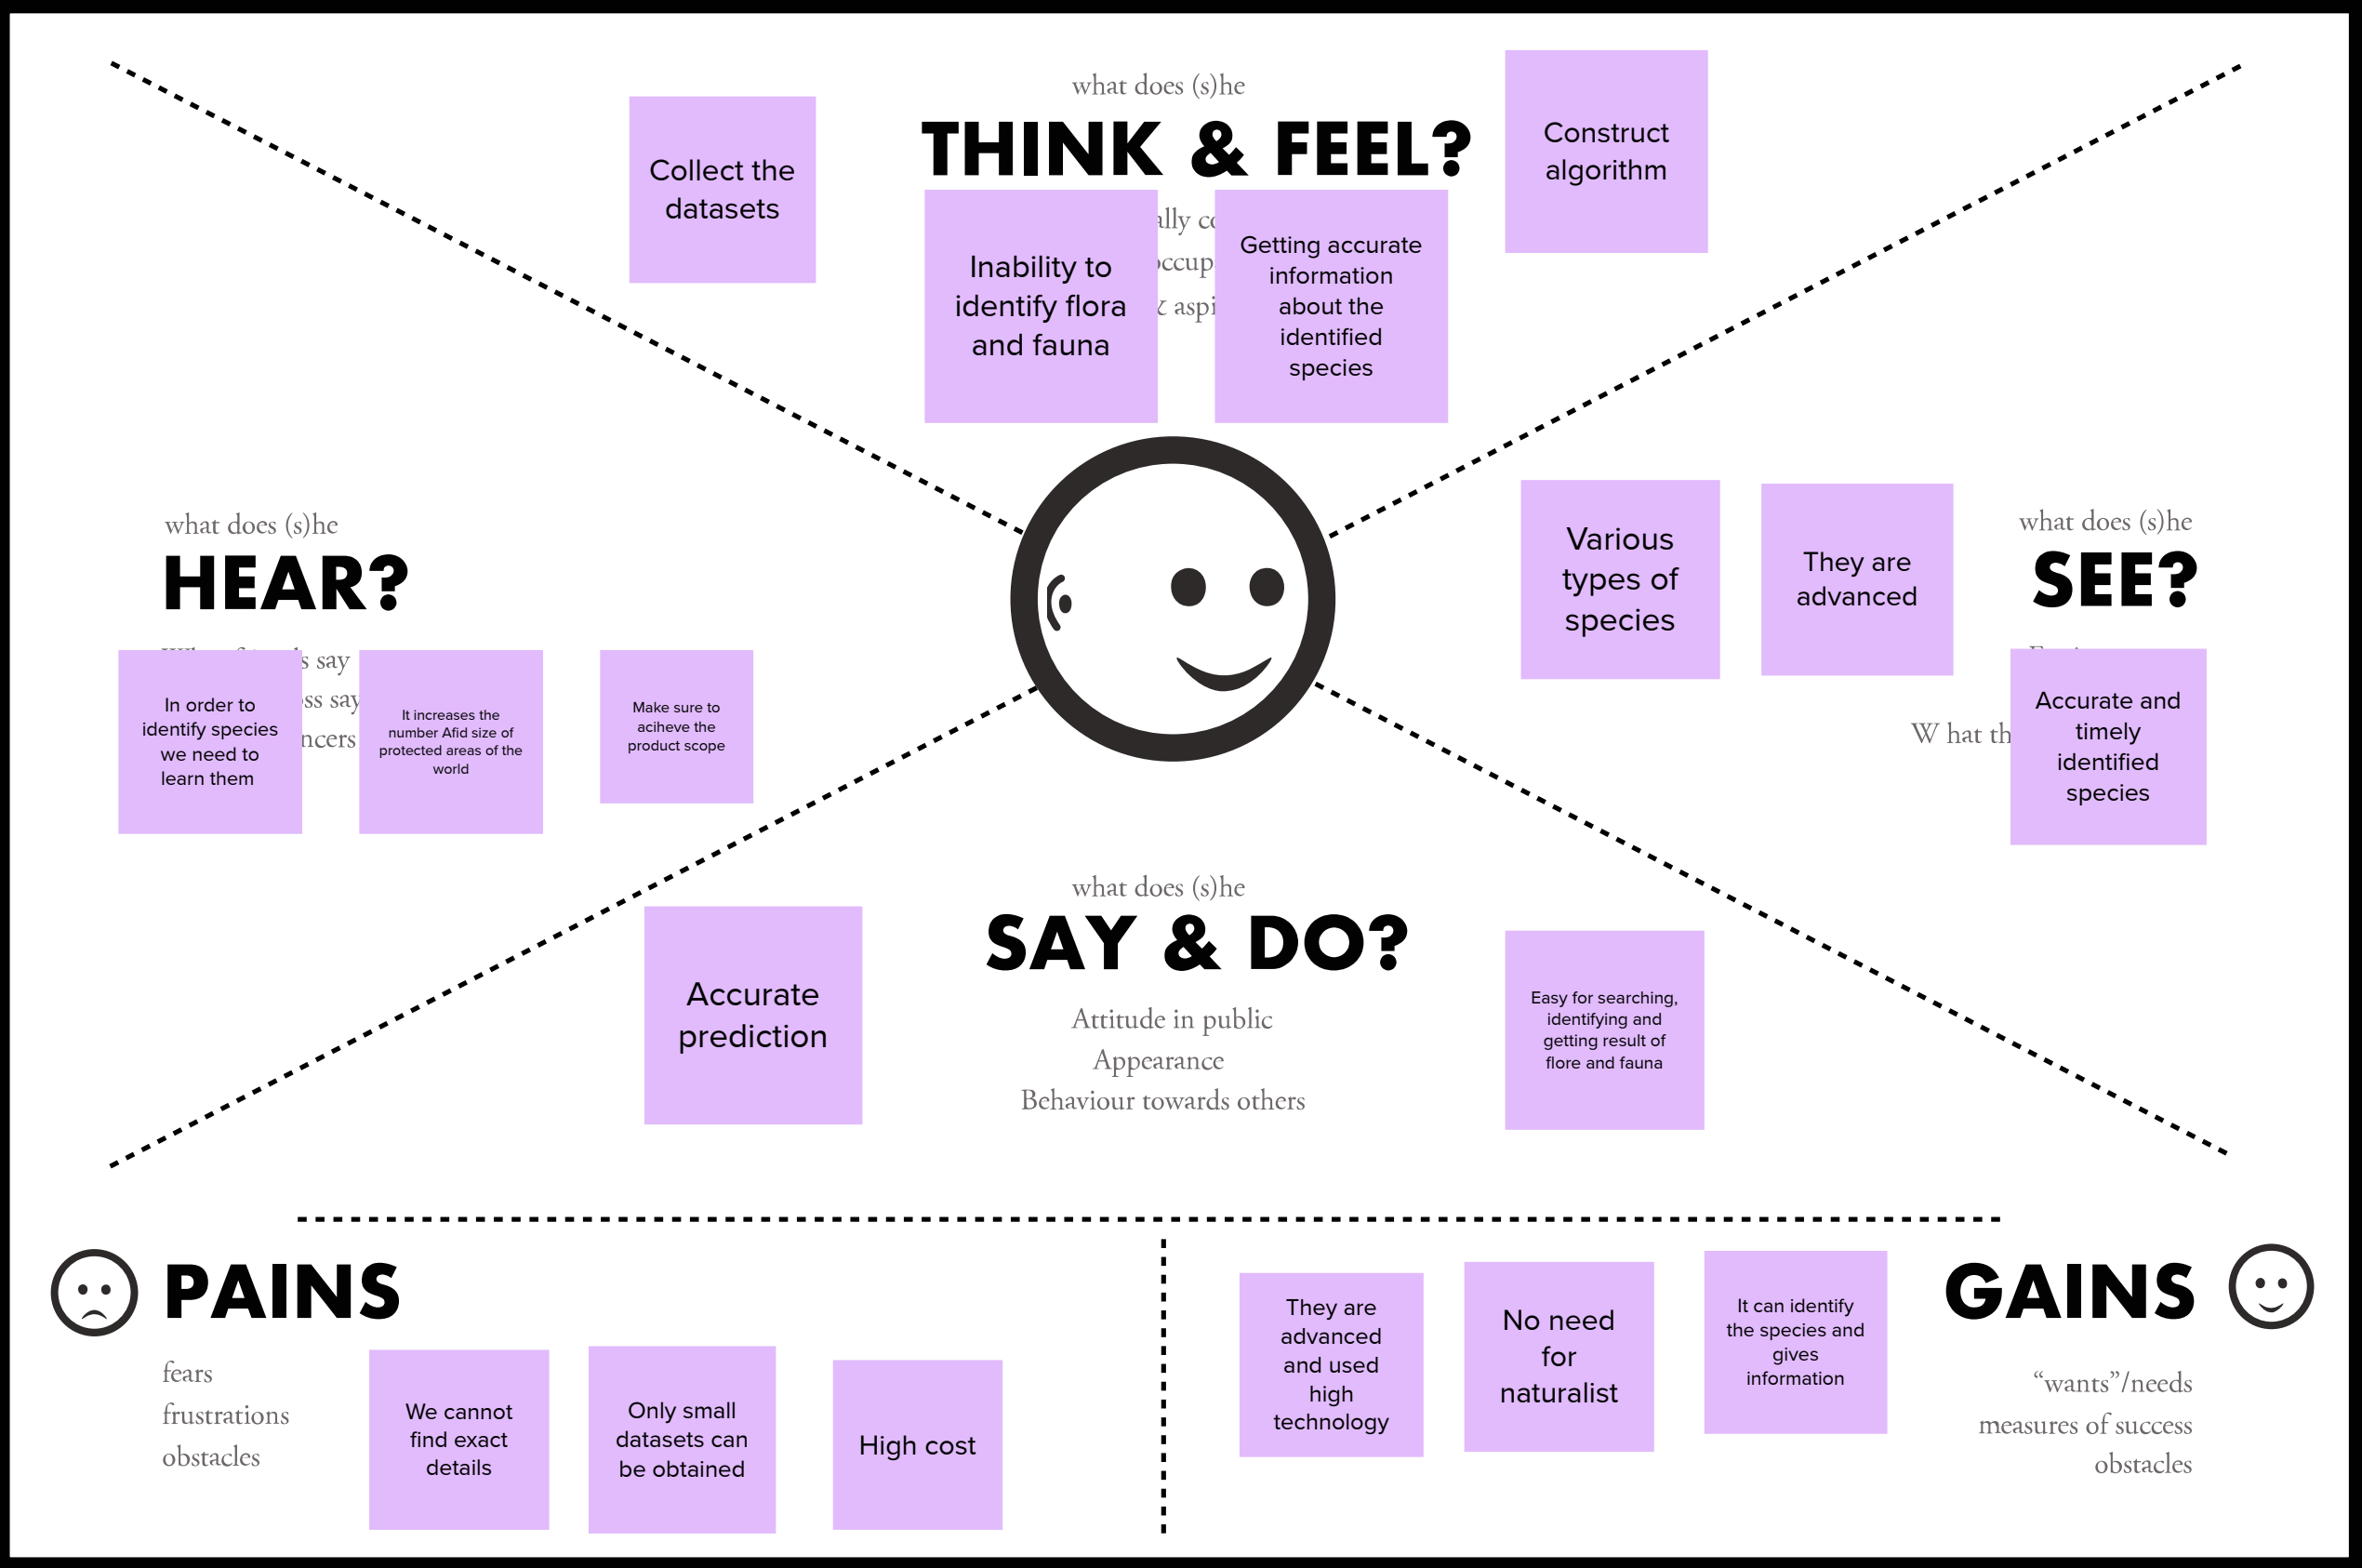 what does (s)he
THINK & FEEL?
Collect the
datasets
Construct
algorithm
Inability to
identify flora
and fauna
Getting accurate
information
about the
identified
species
what does (s)he
HEAR?
say
say
In order to
identify species
we need to
learn them
It increases the
number Afid size of
protected areas of the
world
Make sure to
aciheve the
product scope
what does (s)he
SEE?
Various
types of
species
They are
advanced
W hat
Accurate and
timely
identified
species
what does (s)he
SAY & DO?
Attitude in public
Appearance
Behaviour towards others
Accurate
prediction
Easy for searching,
identifying and
getting result of
flore and fauna
PAINS
fears
frustrations
obstacles
We cannot
find exact
details
Only small
datasets can
be obtained
High cost
They are
advanced
and used
high
technology
No need
for
naturalist
It can identify
the species and
gives
information
GAINS
“wants”/needs
measures of success
obstacles